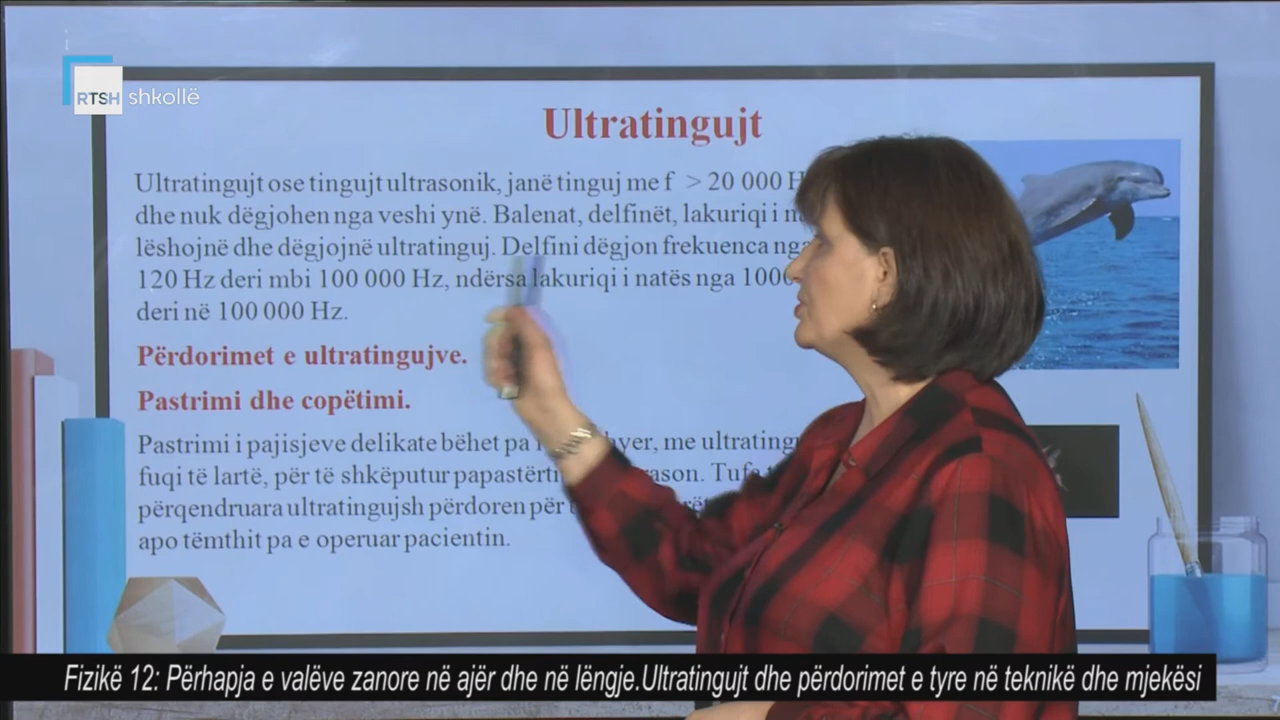 RTSH shkollë
Ultratingujt
Ultratingujt ose tingujt ultrasonik, janë tinguj me f > 20 000
dhe nuk dëgjohen nga veshi ynë. Balenat, delfinët, lakuriqi i
lëshojnë dhe dëgjojnë ultratinguj. Delfini dëgjon frekuenca nga
120 Hz deri mbi 100 000 Hz, ndërsa lakuriqi i natës nga
deri në 100 000 Hz.
Përdorimet e ultratingujve.
Pastrimi dhe copëtimi.
Pastrimi i pajisjeve delikate bëhet pa me
fuqi të lartë, për të shkëputur Tufa
përqendruara ultratingujsh përdoren për
apo tëmthit pa e operuar pacientin.
Fizikë 12: Përhapja e valëve zanore në ajër dhe në lëngje.Ultratingujt dhe përdorimet e tyre në teknikë dhe mjekësi